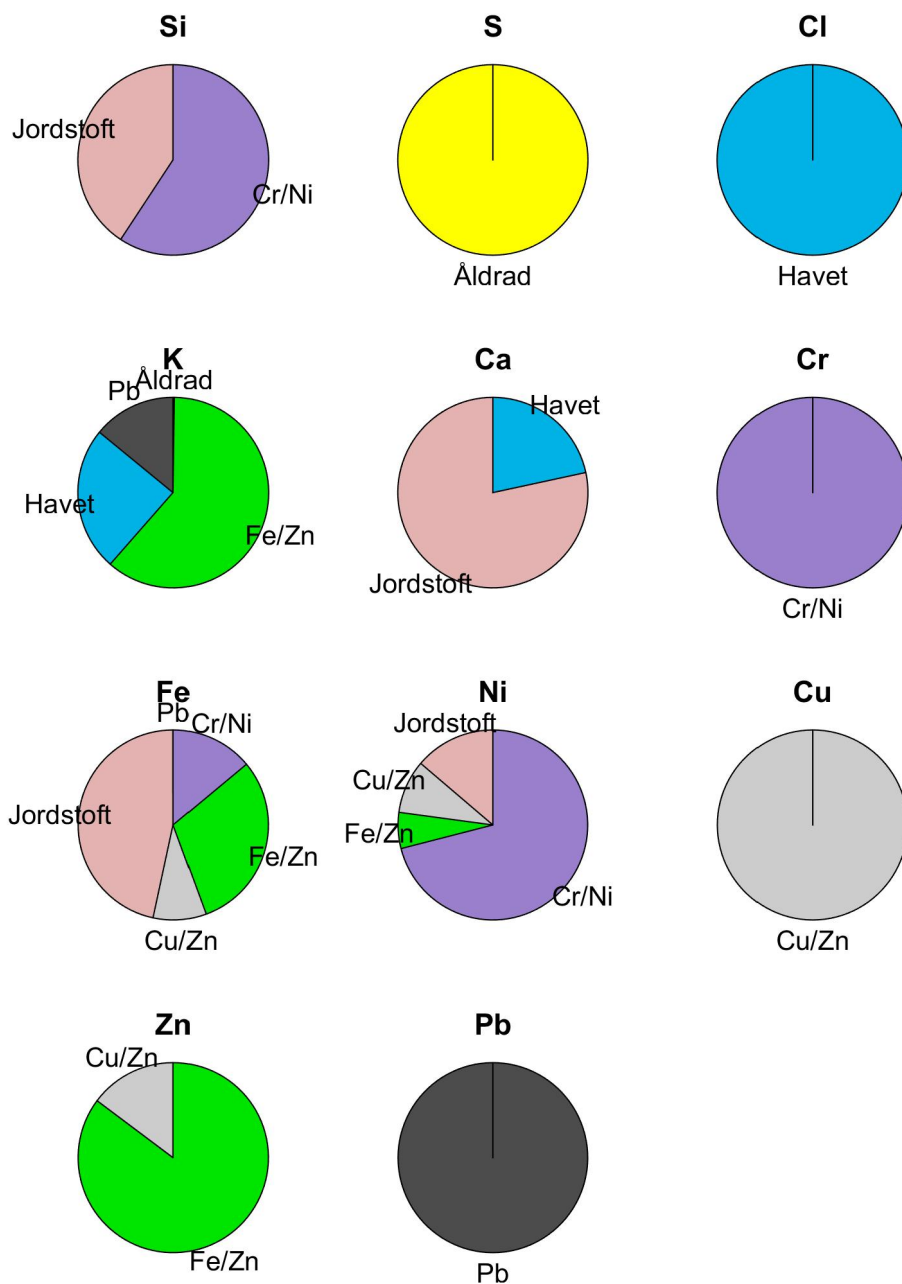 Si
S
Cl
Jordstoft
Cr/Ni
Åldrad
Havet
K
Ca
Cr
Åldrad
Pb
Havet
Fe/Zn
Havet
Jordstoft
Cr/Ni
Fe
Ni
Cu
Pb
Cr/Ni
Jordstoft
Fe/Zn
Cu/Zn
Jordstoft
Cu/Zn
Fe/Zn
Cr/Ni
Cu/Zn
Zn
Pb
Cu/Zn
Fe/Zn
Pb